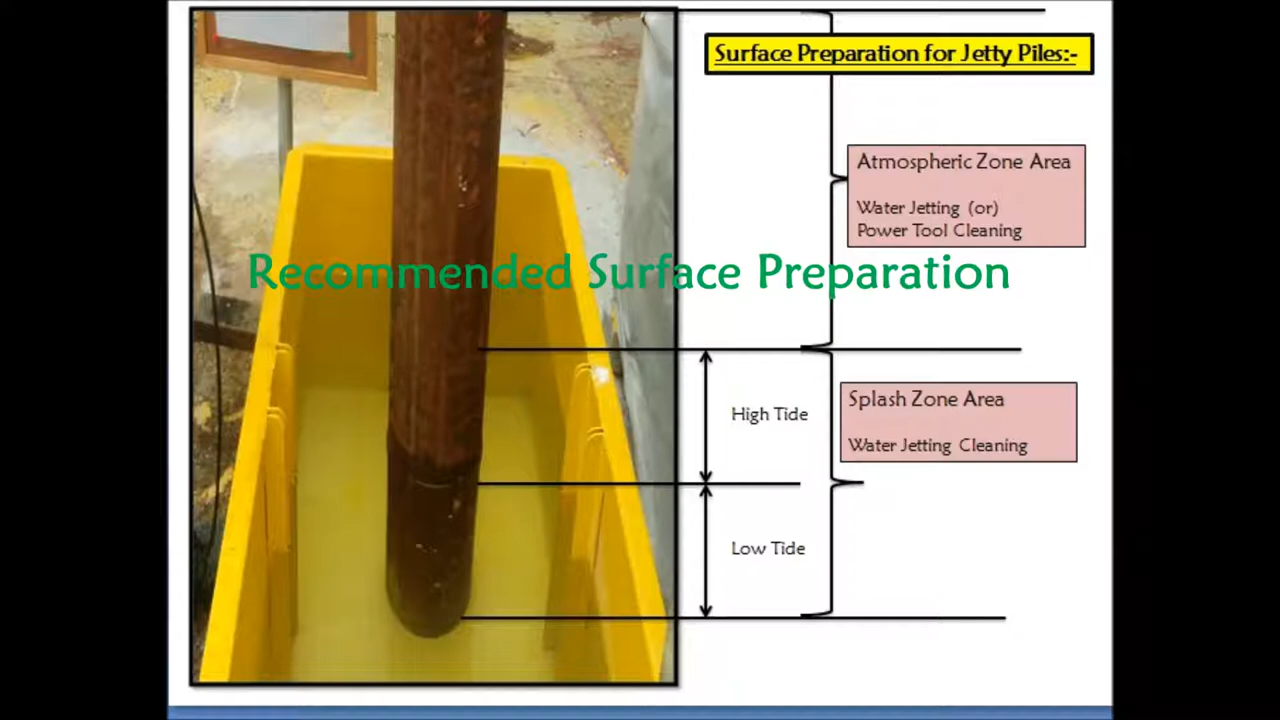 Surface Preparation for Jetty Piles:-
Atmospheric Zone Area
Water Jetting (or)
Power Tool Cleaning
Recommended Surface Preparation
High Tide
Splash Zone Area
Water Jetting Cleaning
Low Tide